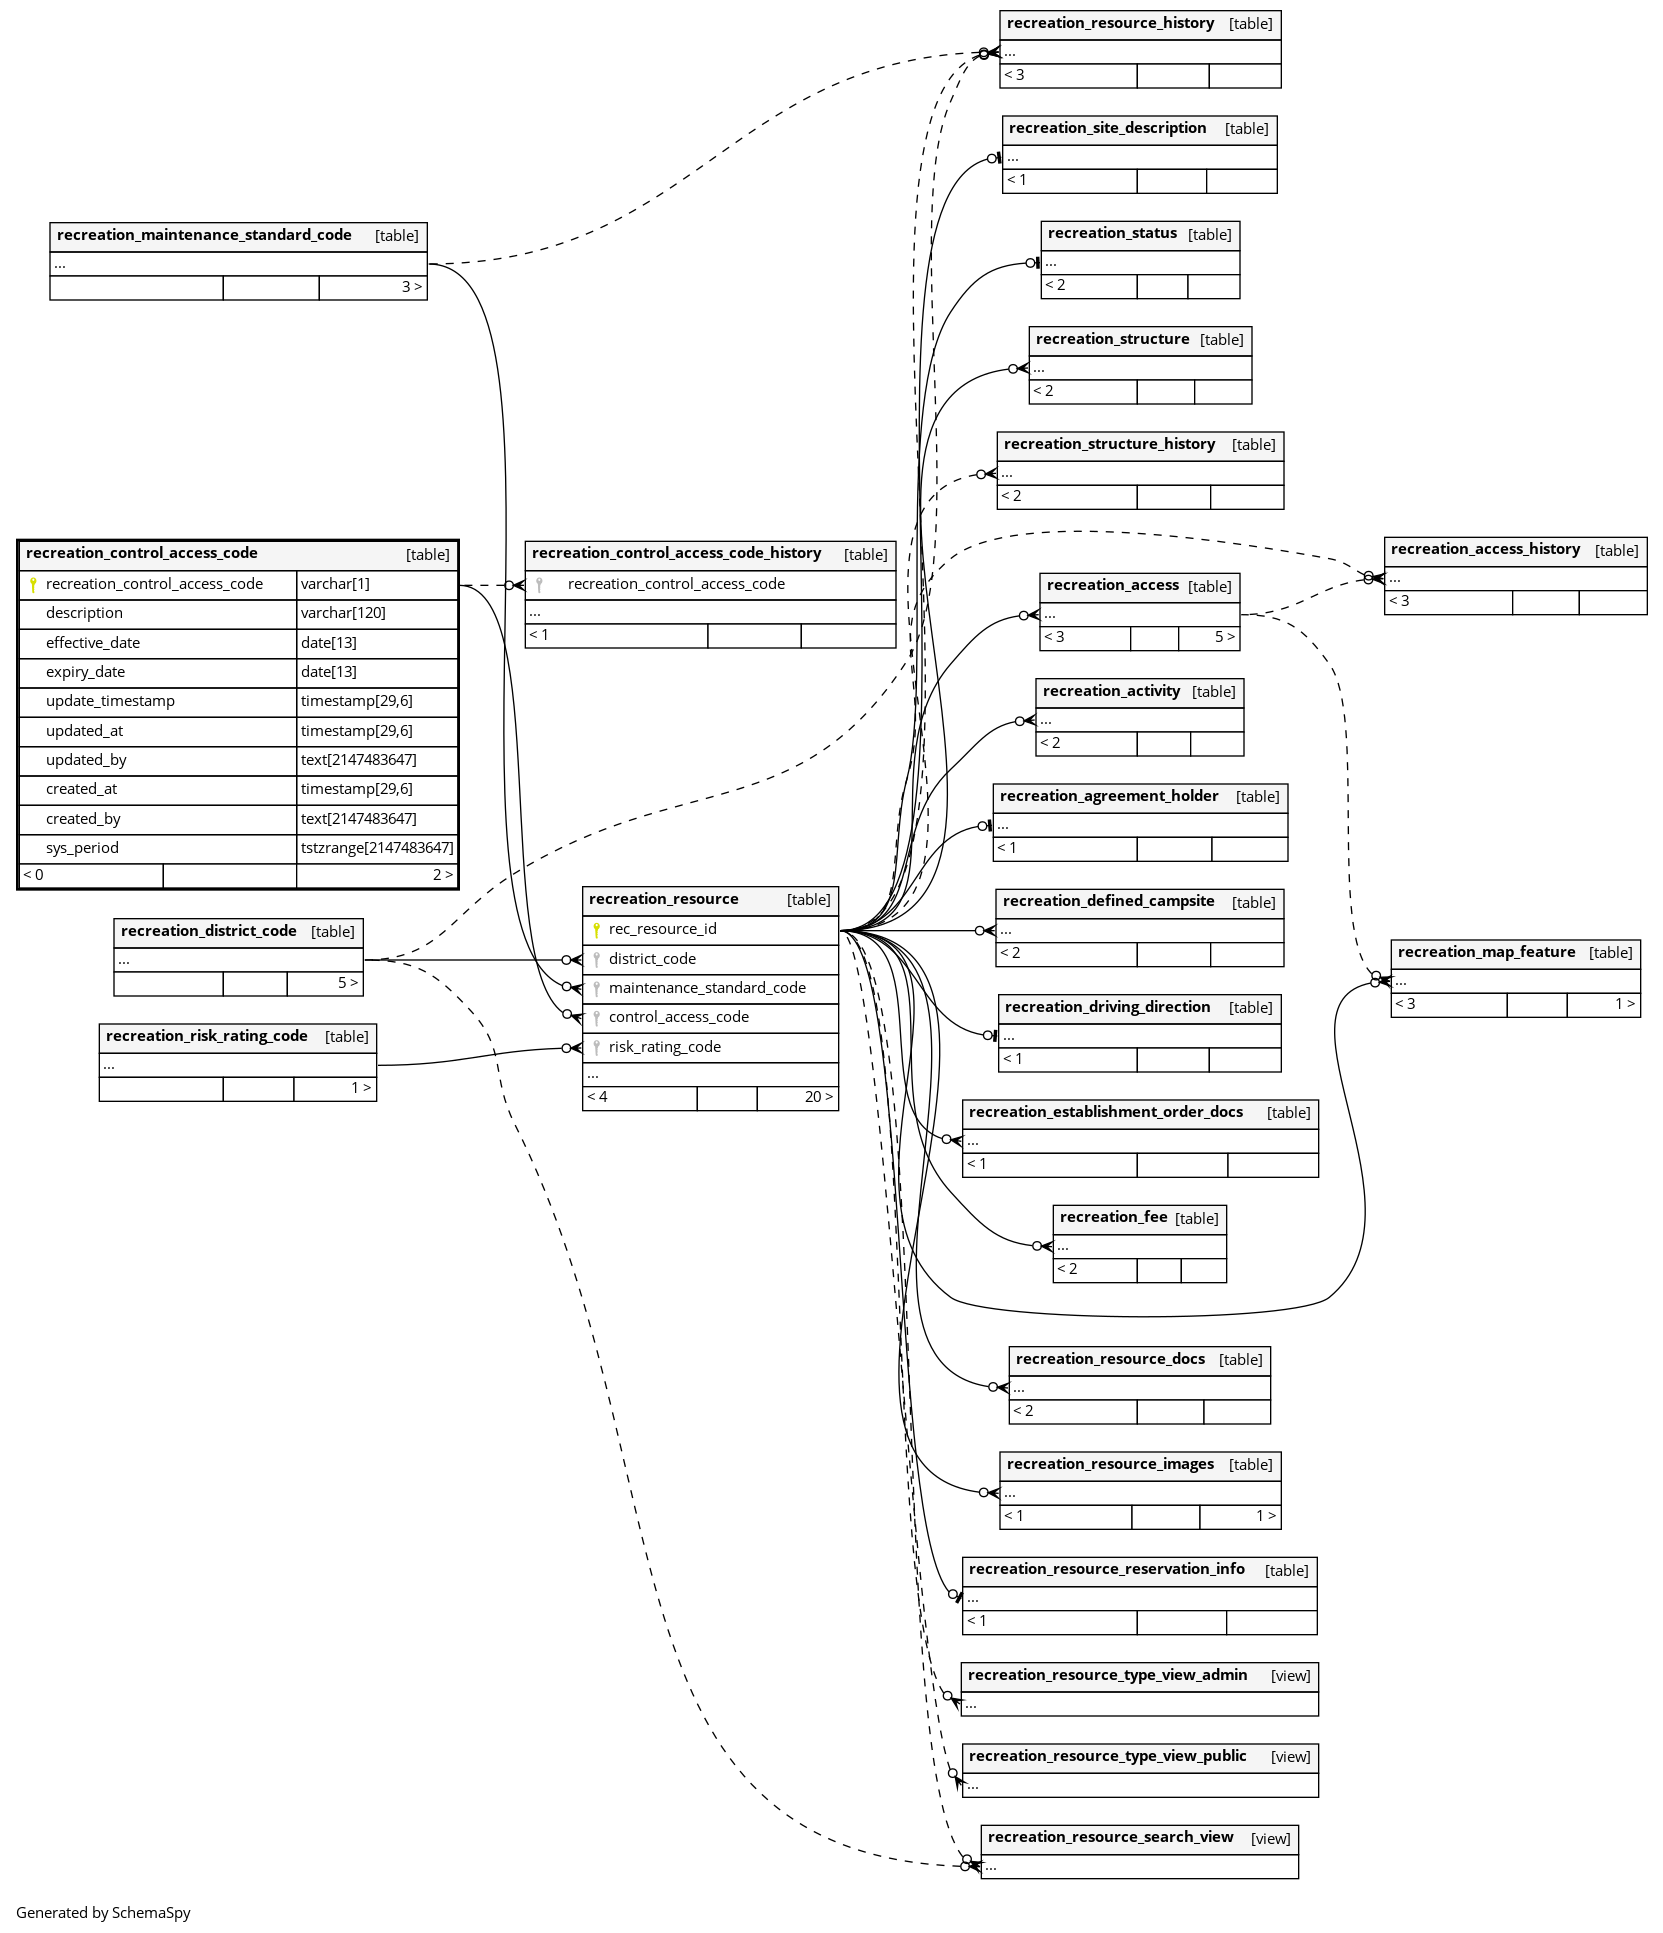 recreation_resource_history [table]
...
< 3
recreation_site_description [table]
...
< 1
recreation_status [table]
...
< 2
recreation_structure [table]
...
< 2
recreation_structure_history [table]
...
< 2
recreation_maintenance_standard_code [table]
...
3 >
recreation_control_access_code [table]
recreation_control_access_code varchar[1]
description varchar[120]
effective_date date[13]
expiry_date date[13]
update_timestamp timestamp[29,6]
updated_at timestamp[29,6]
updated_by text[2147483647]
created_at timestamp[29,6]
created_by text[2147483647]
sys_period tstzrange[2147483647]
< 0 2 >
recreation_control_access_code_history [table]
recreation_control_access_code
...
< 1
recreation_access_history [table]
...
< 3
recreation_access [table]
...
< 3 5 >
recreation_activity [table]
...
< 2
recreation_agreement_holder [table]
...
< 1
recreation_defined_campsite [table]
...
< 2
recreation_map_feature [table]
...
< 3 1 >
recreation_district_code [table]
...
5 >
recreation_risk_rating_code [table]
...
1 >
recreation_resource [table]
rec_resource_id
district_code
maintenance_standard_code
control_access_code
risk_rating_code
...
< 4 20 >
recreation_driving_direction [table]
...
< 1
recreation_establishment_order_docs [table]
...
< 1
recreation_fee [table]
...
< 2
recreation_resource_docs [table]
...
< 2
recreation_resource_images [table]
...
< 1 1 >
recreation_resource_reservation_info [table]
...
< 1
recreation_resource_type_view_admin [view]
...
recreation_resource_type_view_public [view]
...
recreation_resource_search_view [view]
...
Generated by SchemaSpy